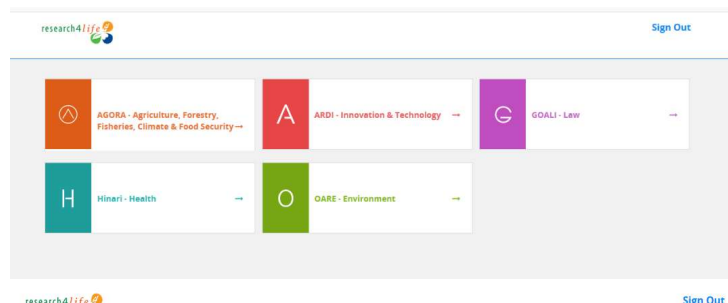 research4life
Sign Out
AGORA - Agriculture, Forestry,
Fisheries, Climate & Food Security→
A
ARDI - Innovation & Technology →
G
GOALI - Law →
H
Hinari - Health →
O
OARE - Environment →
research4life
Sign Out